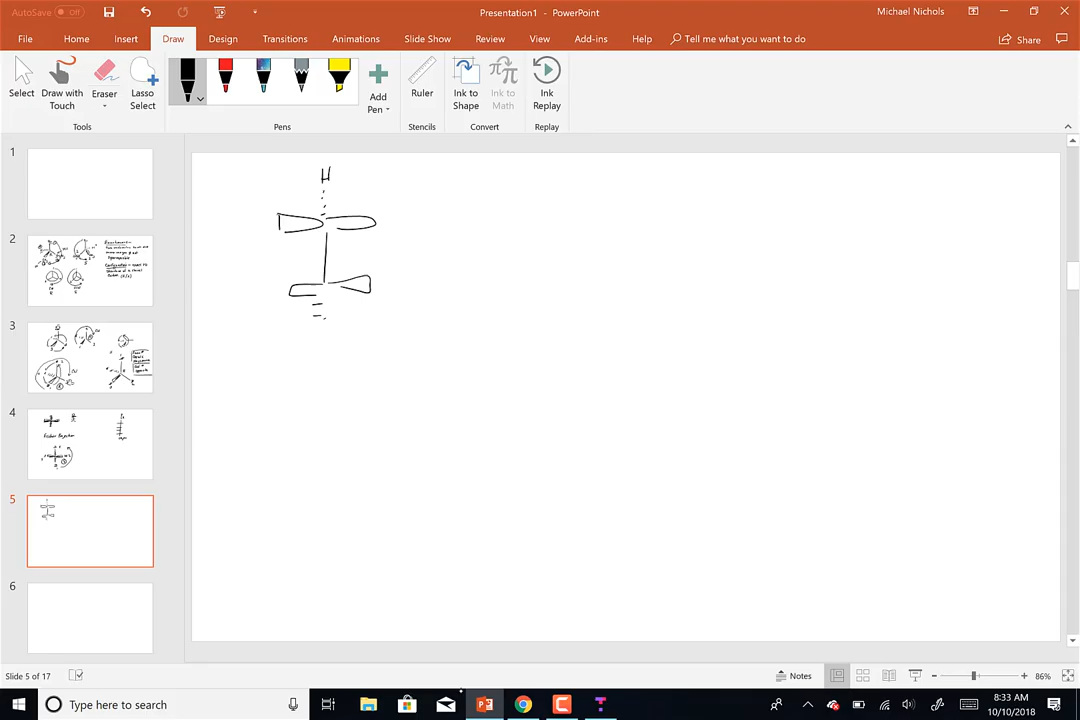 AutoSave Off
Presentation1 - PowerPoint
Michael Nichols
File Home Insert Draw Design Transitions Animations Slide Show Review View Add-ins Help Tell me what you want to do
Share
Select
Draw with Touch
Eraser
Lasso Select
Add Pen
Ruler
Ink to Shape
Ink to Math
Ink Replay
Tools Pens Stencils Convert Replay
1
2
3
4
5
6
H
Slide 5 of 17
Notes
86%
Type here to search
8:33 AM
10/10/2018